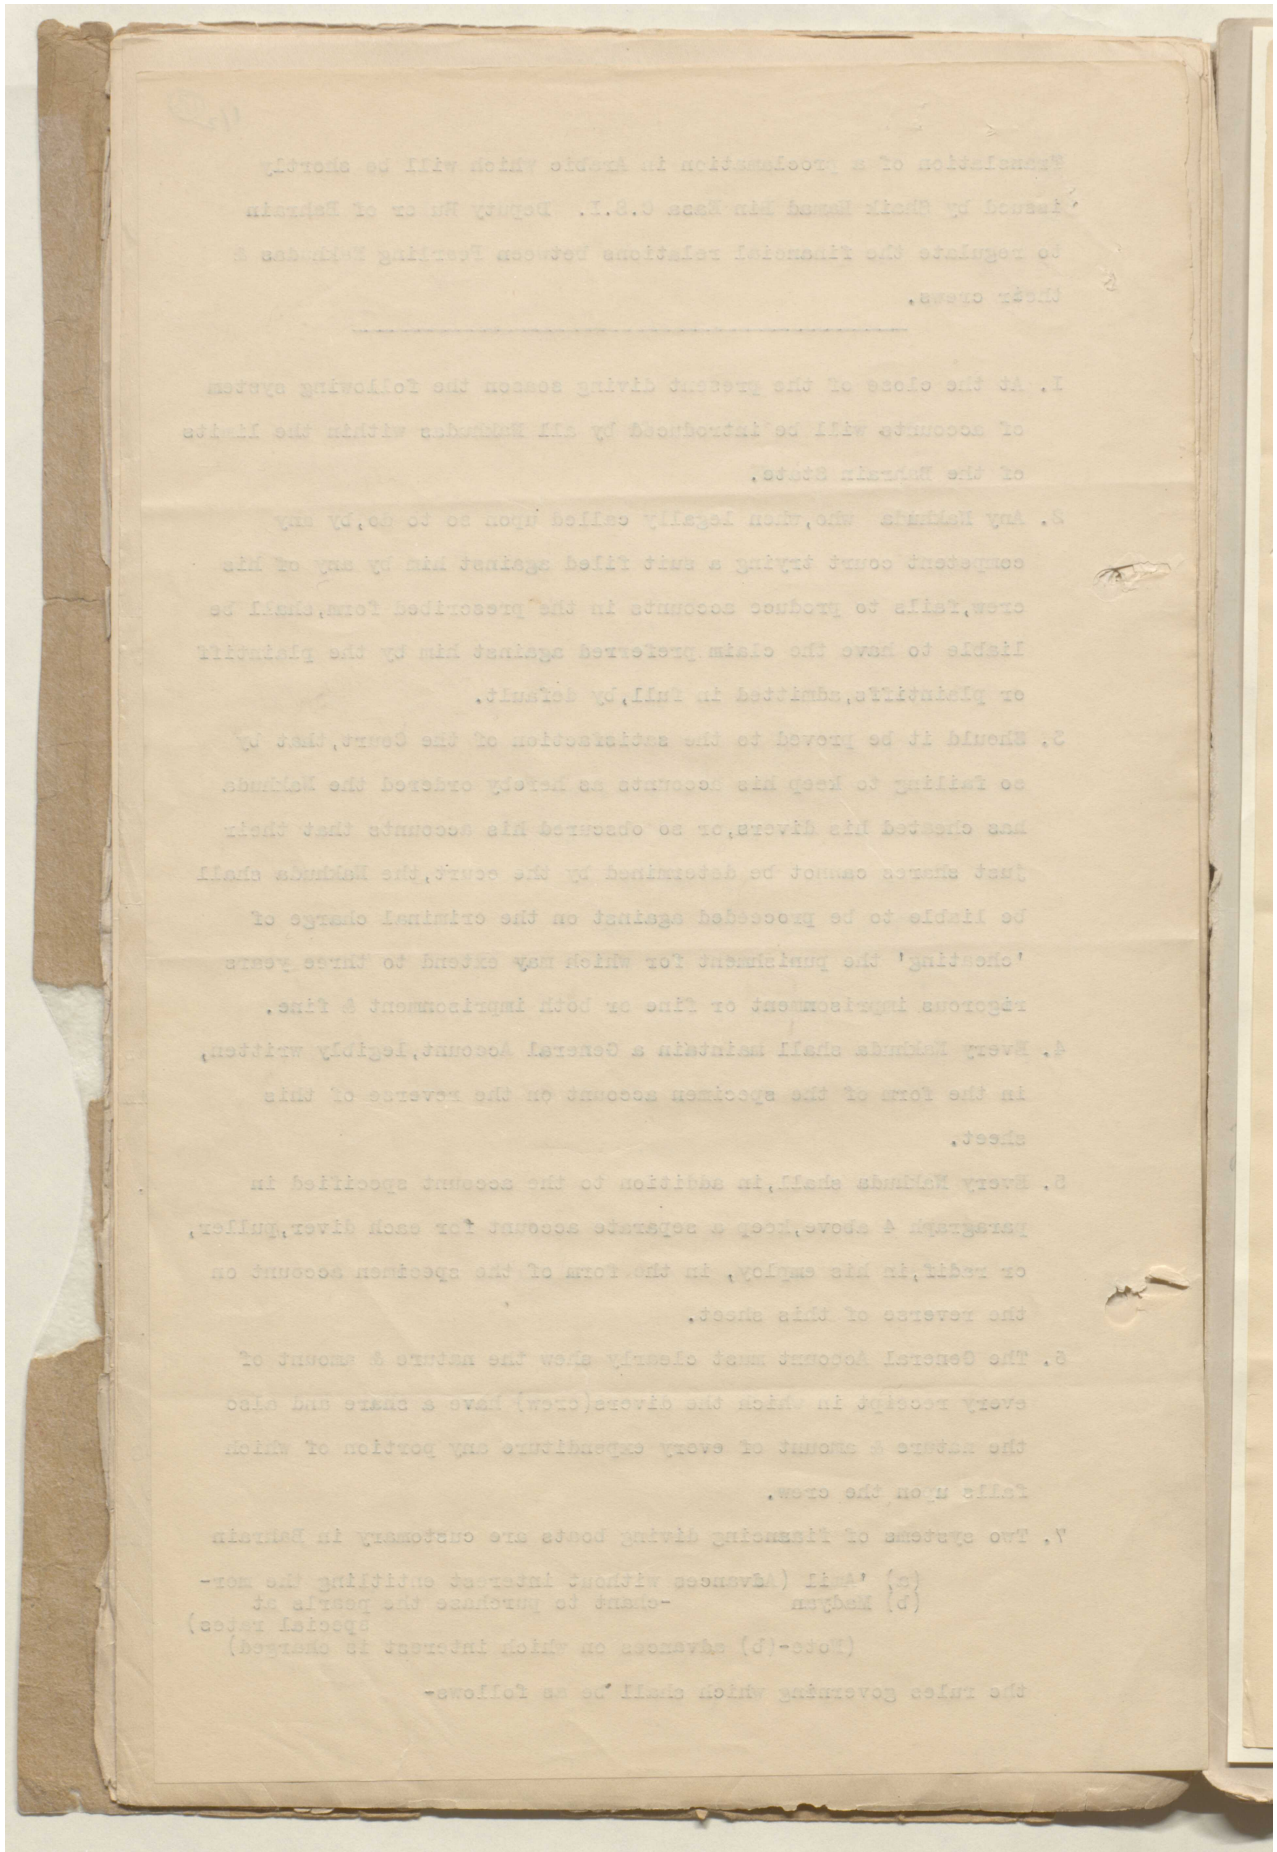 Translation of a proclamation in Arabic which will be shortly
issued by Shaik Hamad bin Easa C.S.I. Deputy Ru er of Bahrain
to regulate the financial relations between Pearling Nakhudas &
their crews.
1. At the close of the present diving season the following system
of accounts will be introduced by all Nakhudas within the limits
of the Bahrain State.
2. Any Nakhuda who,when legally called upon so to do,by any
competent court trying a suit filed against him by any of his
crew,fails to produce accounts in the prescribed form,shall be
liable to have the claim preferred against him by the plaintiff
or plaintiffs,admitted in full,by default.
3. Should it be proved to the satisfaction of the Court,that by
so failing to keep his accounts as hereby ordered the Nakhuda
has cheated his divers,or so obscured his accounts that their
just shares cannot be determined by the court,the Nakhuda shall
be liable to be proceeded against on the criminal charge of
'cheating' the punishment for which may extend to three years
rigorous imprisonment or fine or both imprisonment & fine.
4. Every Nakhuda shall maintain a General Account,legibly written,
in the form of the specimen account on the reverse of this
sheet.
5. Every Nakhuda shall,in addition to the account specified in
paragraph 4 above,keep a separate account for each diver,puller,
or redif,in his employ, in the form of the specimen account on
the reverse of this sheet.
6. The General Account must clearly shew the nature & amount of
every receipt in which the divers(crew) have a share and also
the nature & amount of every expenditure any portion of which
falls upon the crew.
7. Two systems of financing diving boats are customary in Bahrain
(a) 'Amil (Advances without interest entitling the mer-
(b) Madyan -chant to purchase the pearls at
special rates)
(Note-(b) advances on which interest is charged)
the rules governing which shall be as follows-